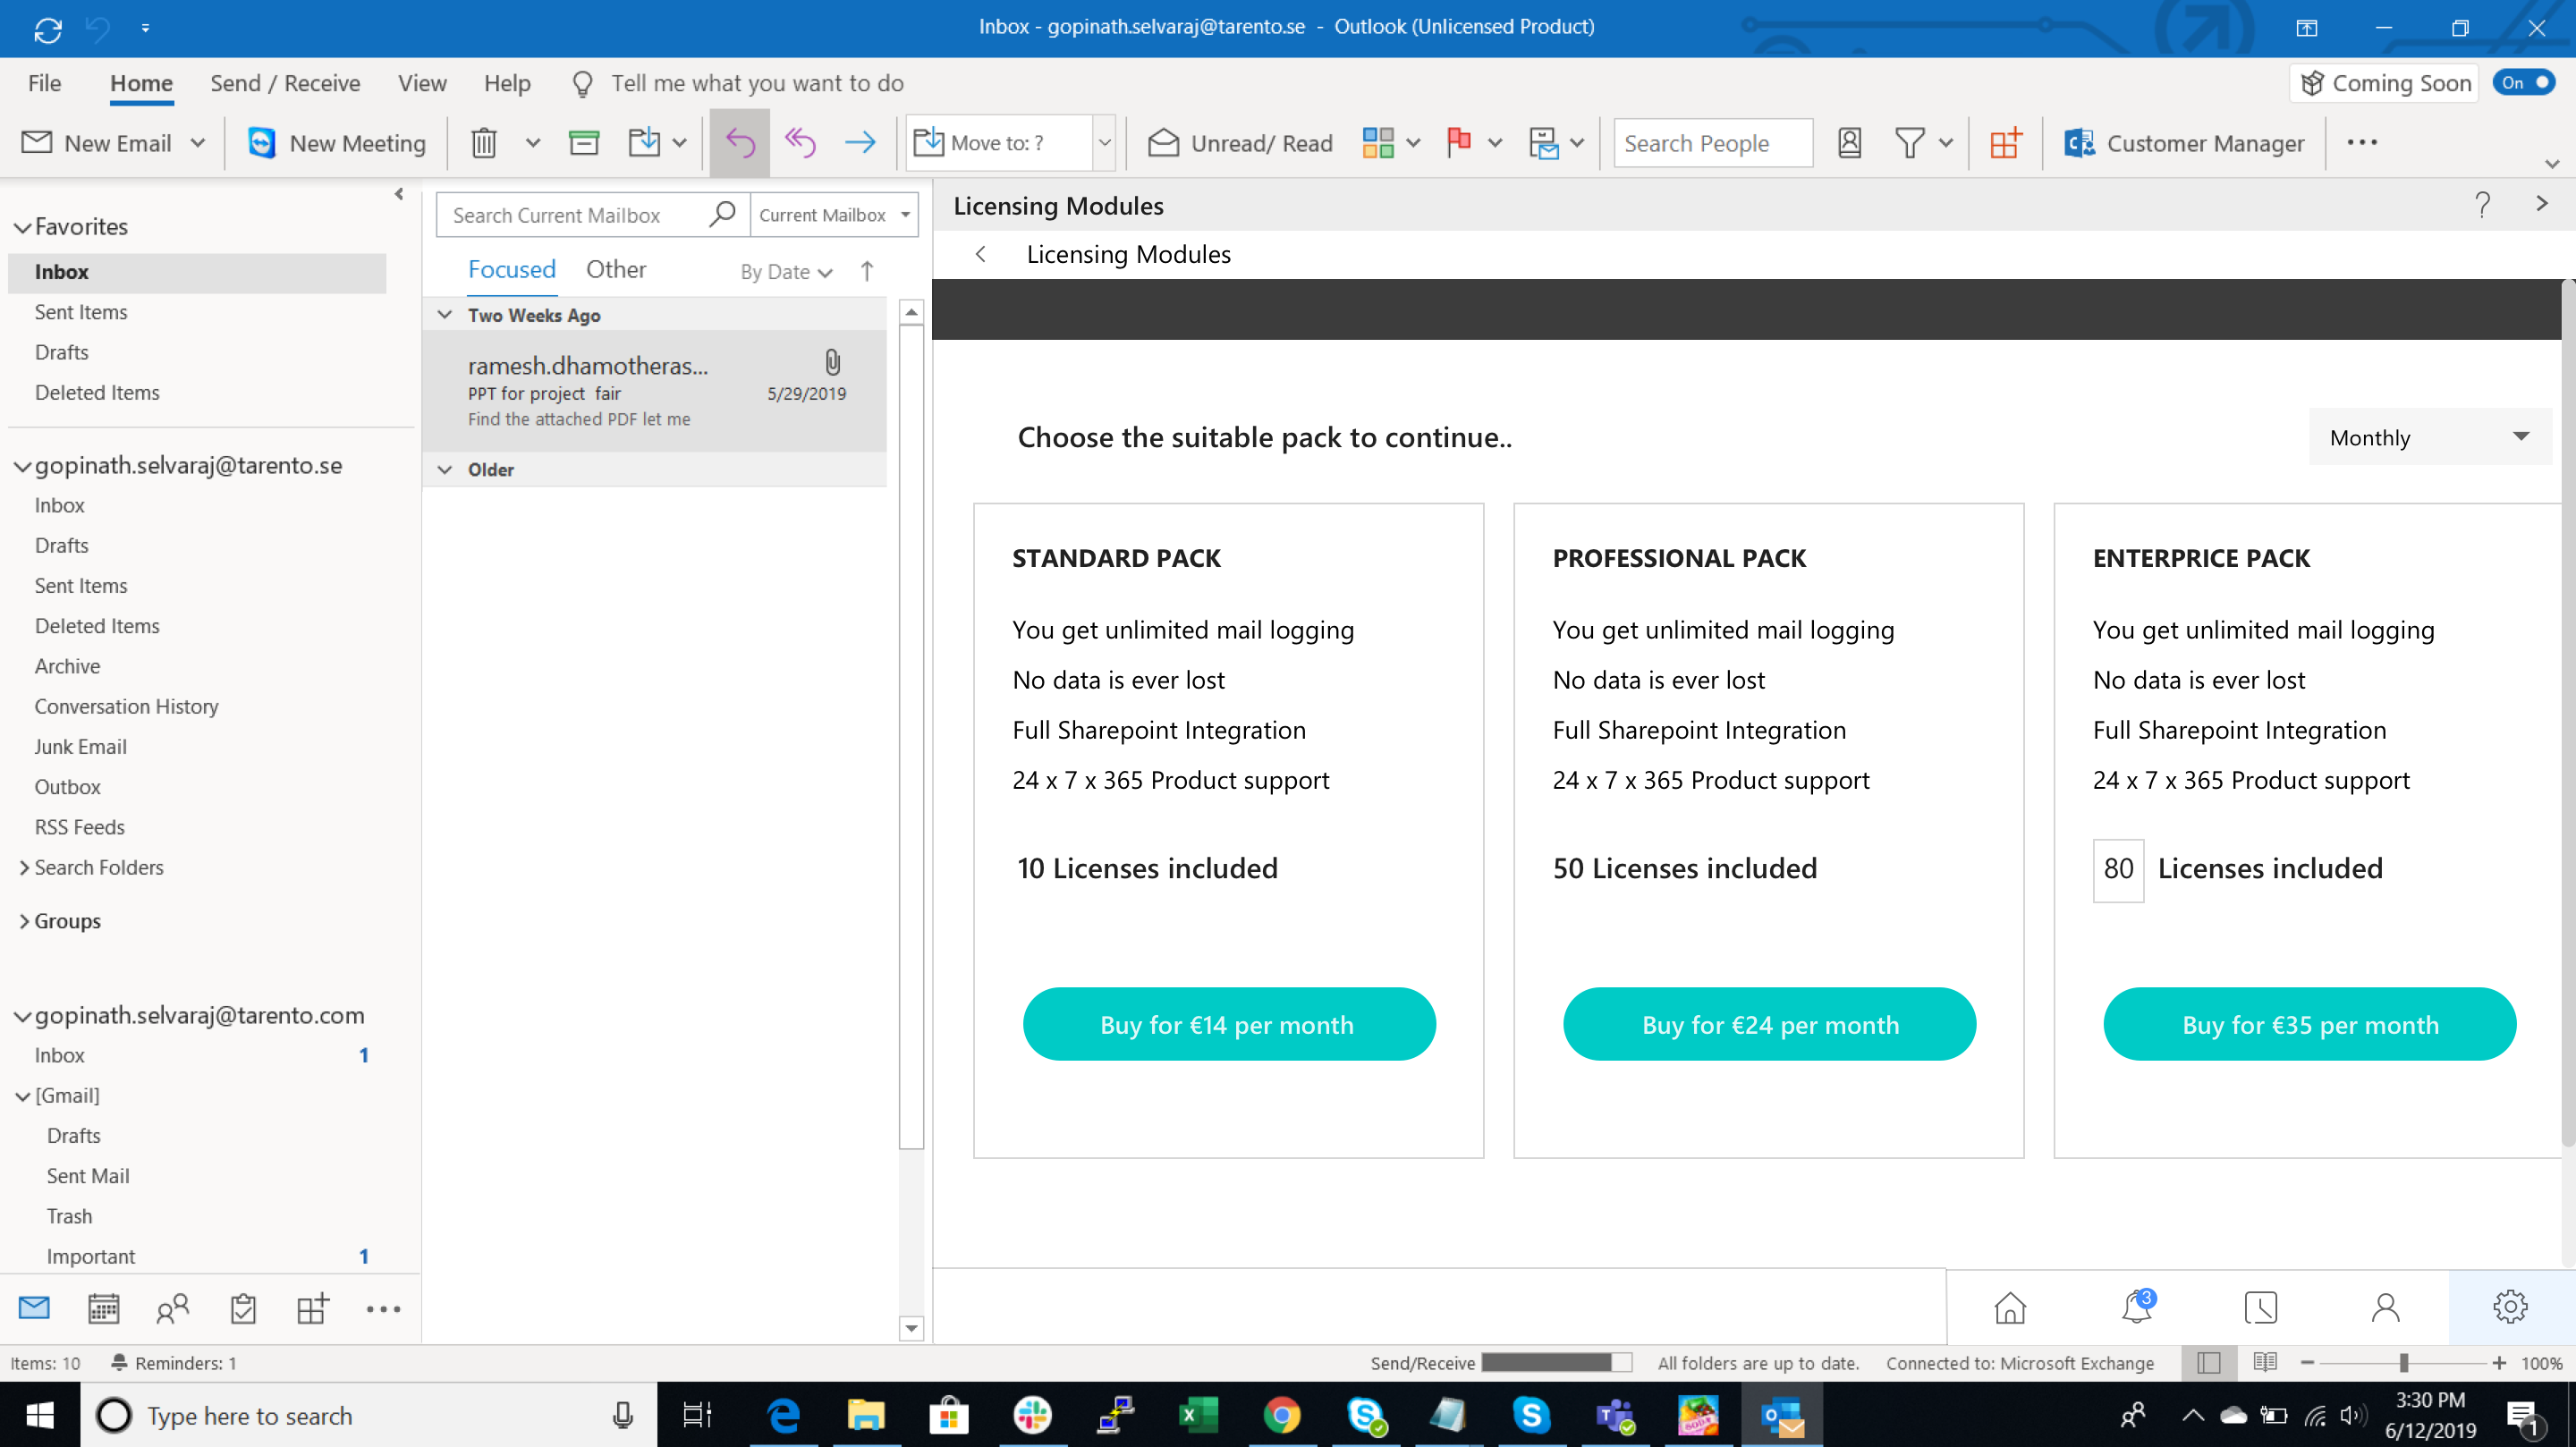 Inbox - gopinath.selvaraj@tarento.se - Outlook (Unlicensed Product)
File Home Send / Receive View Help Tell me what you want to do
Coming Soon On
New Email New Meeting Move to: ? Unread/ Read Search People Customer Manager
Favorites
Inbox
Sent Items
Drafts
Deleted Items
gopinath.selvaraj@tarento.se
Inbox
Drafts
Sent Items
Deleted Items
Archive
Conversation History
Junk Email
Outbox
RSS Feeds
Search Folders
Groups
gopinath.selvaraj@tarento.com
Inbox 1
[Gmail]
Drafts
Sent Mail
Trash
Important 1
Search Current Mailbox Current Mailbox
Focused Other By Date
Two Weeks Ago
ramesh.dhamotheras...
PPT for project fair 5/29/2019
Find the attached PDF let me
Older
Licensing Modules
Licensing Modules
Choose the suitable pack to continue..
Monthly
STANDARD PACK
You get unlimited mail logging
No data is ever lost
Full Sharepoint Integration
24 x 7 x 365 Product support
10 Licenses included
Buy for €14 per month
PROFESSIONAL PACK
You get unlimited mail logging
No data is ever lost
Full Sharepoint Integration
24 x 7 x 365 Product support
50 Licenses included
Buy for €24 per month
ENTERPRICE PACK
You get unlimited mail logging
No data is ever lost
Full Sharepoint Integration
24 x 7 x 365 Product support
80 Licenses included
Buy for €35 per month
3
Items: 10 Reminders: 1
Send/Receive All folders are up to date. Connected to: Microsoft Exchange 100%
Type here to search
3:30 PM
6/12/2019
1